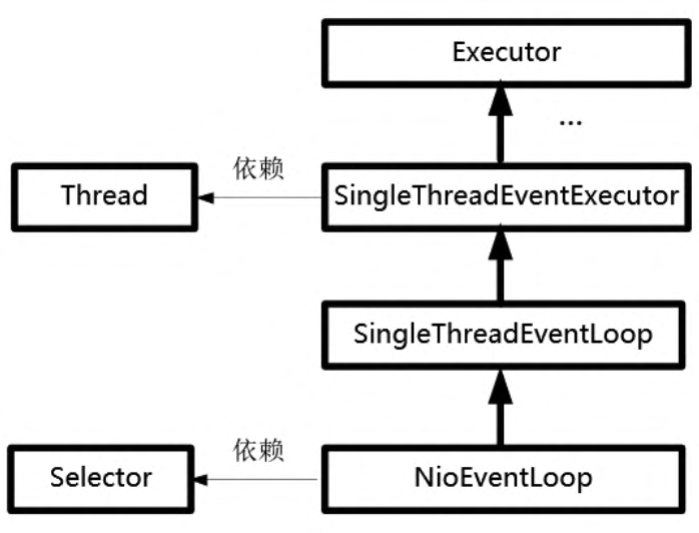 Executor
...
依赖
Thread
SingleThreadEventExecutor
SingleThreadEventLoop
依赖
Selector
NioEventLoop